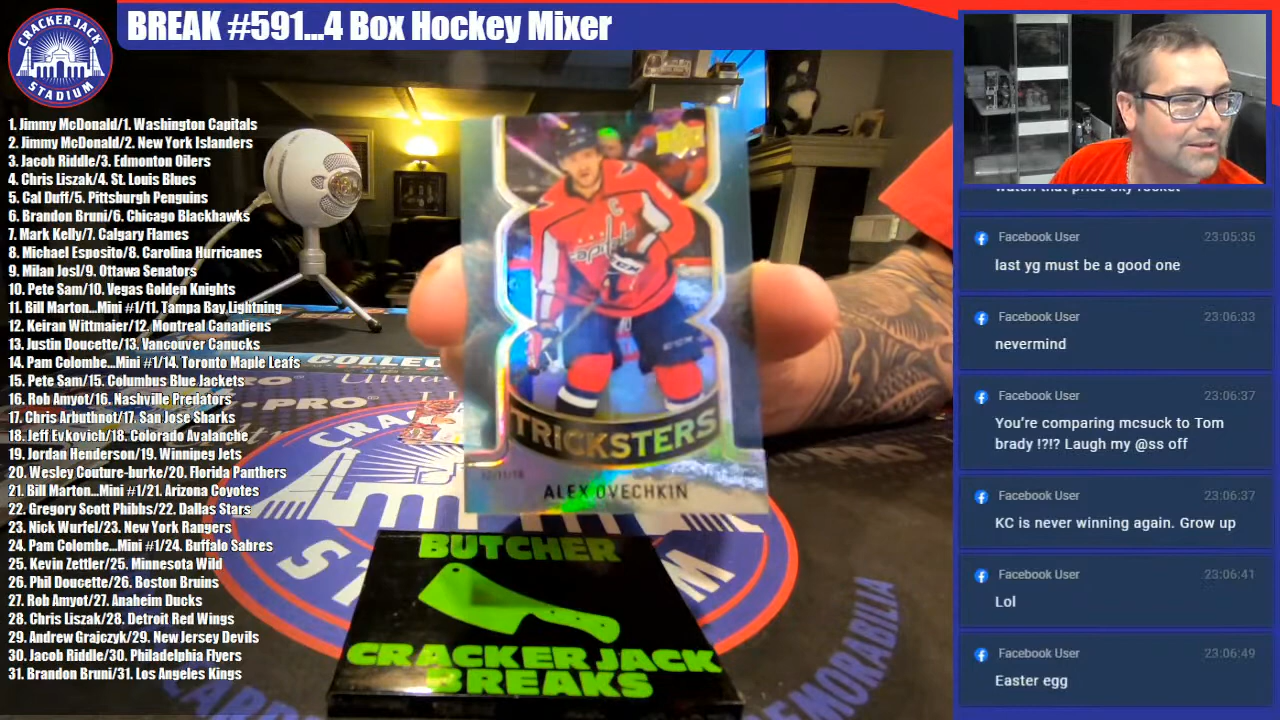 BREAK #591...4 Box Hockey Mixer
CRACKER JACK
STADIUM
1. Jimmy McDonald/1. Washington Capitals
2. Jimmy McDonald/2. New York Islanders
3. Jacob Riddle/3. Edmonton Oilers
4. Chris Liszak/4. St. Louis Blues
5. Cal Duff/5. Pittsburgh Penguins
6. Brandon Bruni/6. Chicago Blackhawks
7. Mark Kelly/7. Calgary Flames
8. Michael Esposito/8. Carolina Hurricanes
9. Milan Josl/9. Ottawa Senators
10. Pete Sam/10. Vegas Golden Knights
11. Bill Marton...Mini #1/11. Tampa Bay Lightning
12. Keiran Wittmaier/12. Montreal Canadiens
13. Justin Doucette/13. Vancouver Canucks
14. Pam Colombe...Mini #1/14. Toronto Maple Leafs
15. Pete Sam/15. Columbus Blue Jackets
16. Rob Amyot/16. Nashville Predators
17. Chris Arbuthnot/17. San Jose Sharks
18. Jeff Evkovich/18. Colorado Avalanche
19. Jordan Henderson/19. Winnipeg Jets
20. Wesley Couture-burke/20. Florida Panthers
21. Bill Marton...Mini #1/21. Arizona Coyotes
22. Gregory Scott Phibbs/22. Dallas Stars
23. Nick Wurfel/23. New York Rangers
24. Pam Colombe...Mini #1/24. Buffalo Sabres
25. Kevin Zettler/25. Minnesota Wild
26. Phil Doucette/26. Boston Bruins
27. Rob Amyot/27. Anaheim Ducks
28. Chris Liszak/28. Detroit Red Wings
29. Andrew Grajczyk/29. New Jersey Devils
30. Jacob Riddle/30. Philadelphia Flyers
31. Brandon Bruni/31. Los Angeles Kings
capitals
C
CCM
TRICKSTERS
ALEX OVECHKIN
COLLEC
PRO
STADIUM
MEMORABILIA
BUTCHER
CRACKER JACK
BREAKS
Facebook User 23:05:35
last yg must be a good one
Facebook User 23:06:33
nevermind
Facebook User 23:06:37
You're comparing mcsuck to Tom
brady !?!? Laugh my @ss off
Facebook User 23:06:37
KC is never winning again. Grow up
Facebook User 23:06:41
Lol
Facebook User 23:06:49
Easter egg